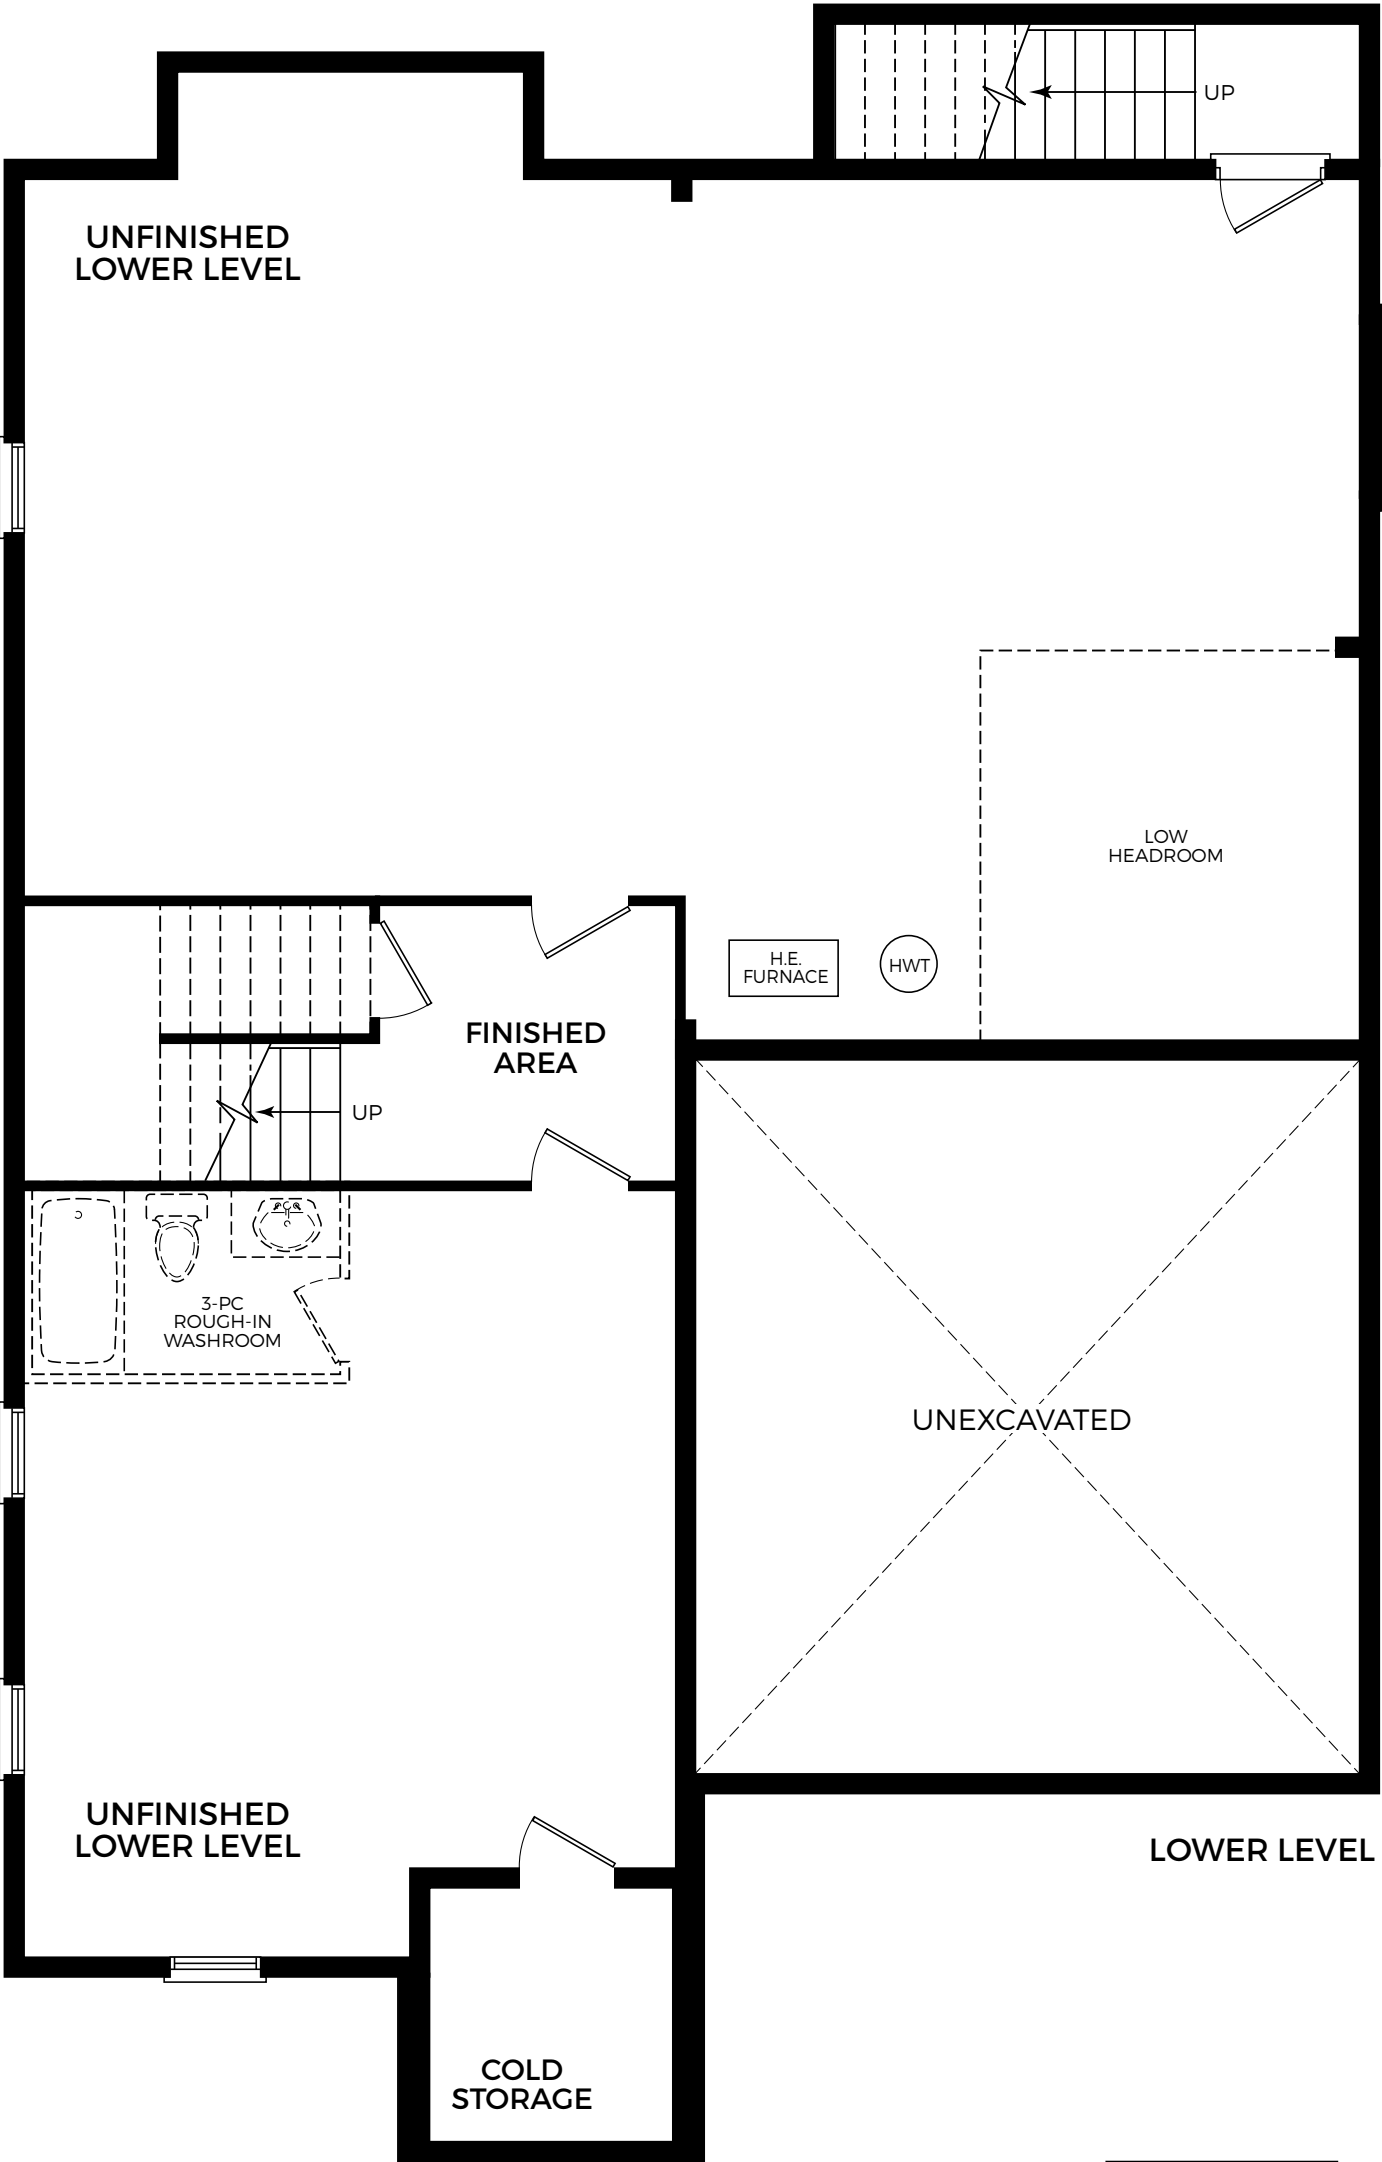 UP
UNFINISHED
LOWER LEVEL
LOW
HEADROOM
H.E.
FURNACE
HWT
FINISHED
AREA
UP
3-PC
ROUGH-IN
WASHROOM
UNEXCAVATED
UNFINISHED
LOWER LEVEL
LOWER LEVEL
COLD
STORAGE